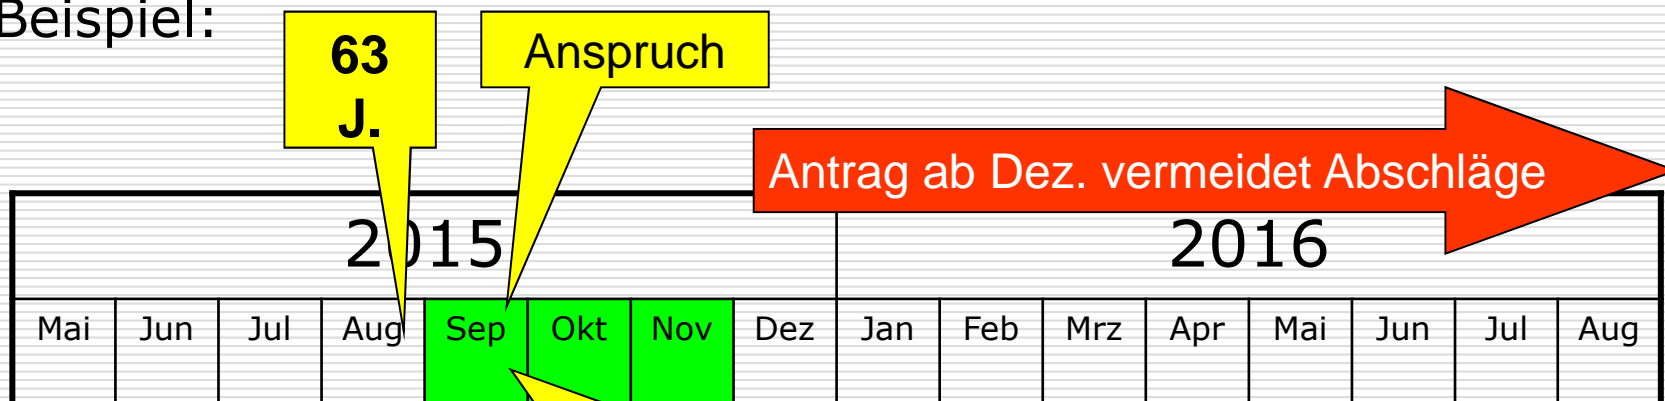 Beispiel:
63
J.
Anspruch
Antrag ab Dez. vermeidet Abschläge
2015 2016
Mai Jun Jul Aug Sep Okt Nov Dez Jan Feb Mrz Apr Mai Jun Jul Aug